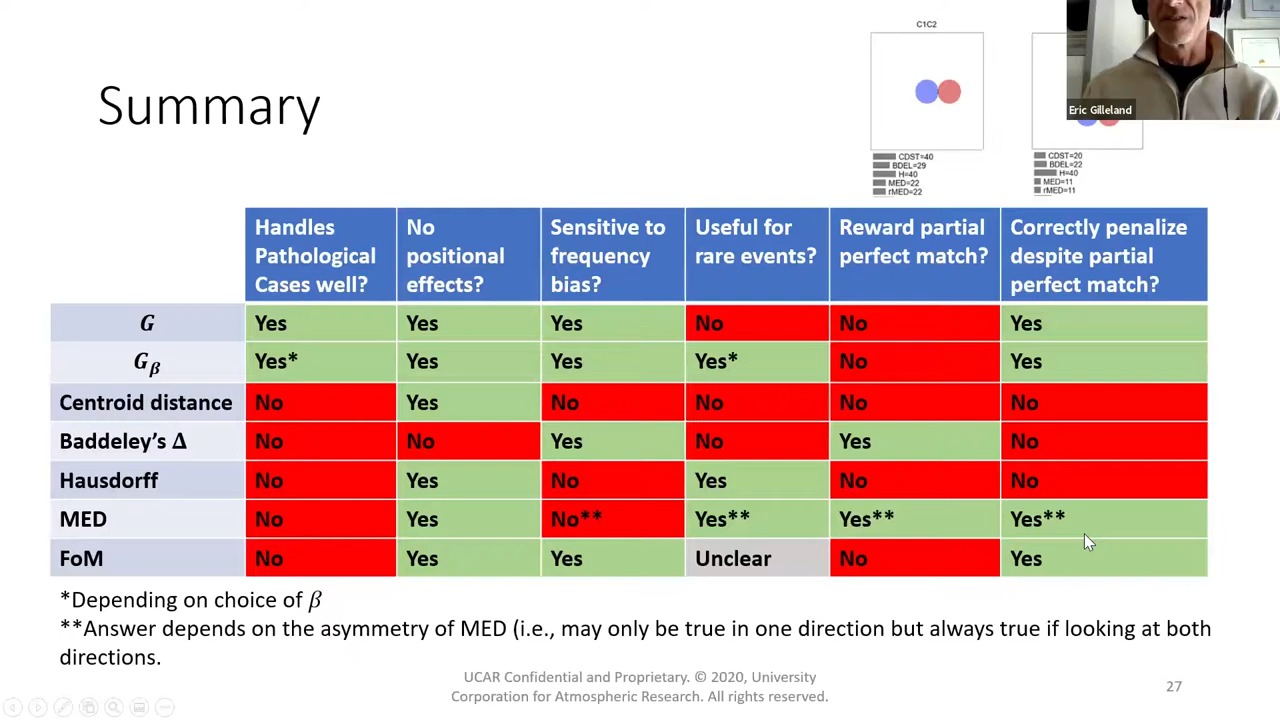 C1C2
Eric Gilleland
Summary
CDST=40
BDEL=29
H=40
MED=22
rMED=22
CDST=20
BDEL=22
H=40
MED=11
rMED=11
Handles Pathological Cases well? No positional effects? Sensitive to frequency bias? Useful for rare events? Reward partial perfect match? Correctly penalize despite partial perfect match?
G Yes Yes Yes No No Yes
Gβ Yes* Yes Yes Yes* No Yes
Centroid distance No Yes No No No No
Baddeley's Δ No No Yes No Yes No
Hausdorff No Yes No Yes No No
MED No Yes No** Yes** Yes** Yes**
FoM No Yes Yes Unclear No Yes
*Depending on choice of β
**Answer depends on the asymmetry of MED (i.e., may only be true in one direction but always true if looking at both
directions.
UCAR Confidential and Proprietary. © 2020, University
Corporation for Atmospheric Research. All rights reserved.
27